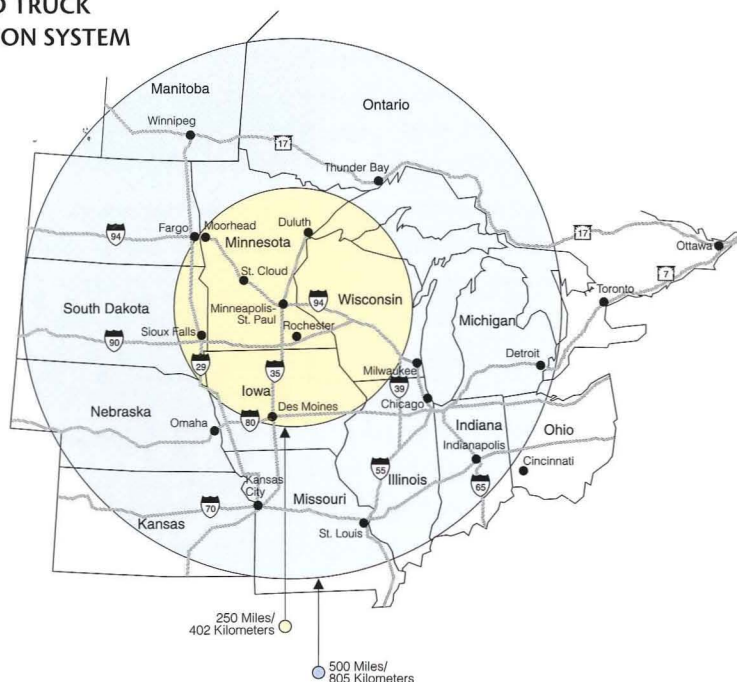 D TRUCK
ON SYSTEM
Manitoba
Ontario
Winnipeg
17
Thunder Bay
94
Fargo
Moorhead
Duluth
Minnesota
17
Ottawa
St. Cloud
7
Toronto
South Dakota
Minneapolis-
St. Paul
94
Wisconsin
Michigan
90
Sioux Falls
Rochester
29
35
Milwaukee
Detroit
39
Iowa
Chicago
Nebraska
Omaha
80
Des Moines
Indiana
Ohio
Indianapolis
Cincinnati
55
Illinois
65
Kansas
City
70
Missouri
Kansas
St. Louis
250 Miles/
402 Kilometers
500 Miles/
805 Kilometers